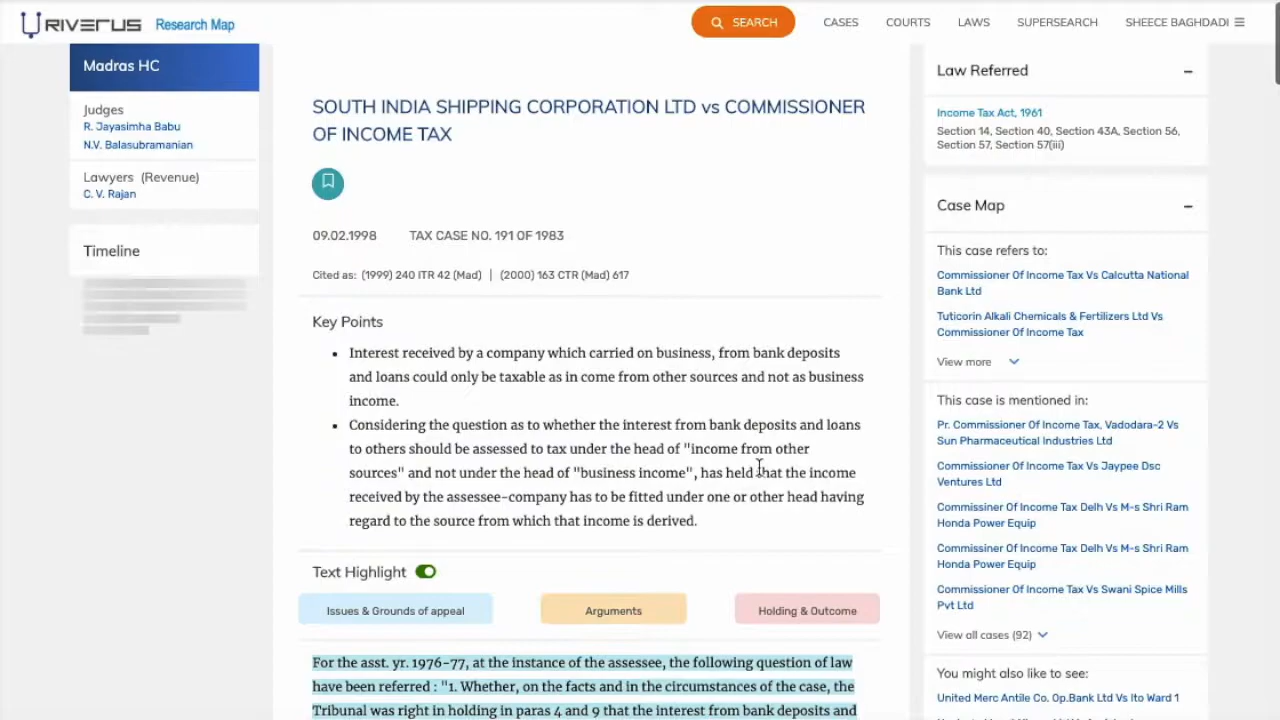 RIVERUS Research Map
SEARCH
CASES
COURTS
LAWS
SUPERSEARCH
SHEECE BAGHDADI
Madras HC
Judges
R. Jayasimha Babu
N.V. Balasubramanian
Lawyers (Revenue)
C. V. Rajan
Timeline
SOUTH INDIA SHIPPING CORPORATION LTD vs COMMISSIONER
OF INCOME TAX
09.02.1998 TAX CASE NO. 191 OF 1983
Cited as: (1999) 240 ITR 42 (Mad) | (2000) 163 CTR (Mad) 617
Key Points
• Interest received by a company which carried on business, from bank deposits
and loans could only be taxable as in come from other sources and not as business
income.
• Considering the question as to whether the interest from bank deposits and loans
to others should be assessed to tax under the head of "income from other
sources" and not under the head of "business income", has held that the income
received by the assessee-company has to be fitted under one or other head having
regard to the source from which that income is derived.
Text Highlight
Issues & Grounds of appeal
Arguments
Holding & Outcome
For the asst. yr. 1976-77, at the instance of the assessee, the following question of law
have been referred : "1. Whether, on the facts and in the circumstances of the case, the
Tribunal was right in holding in paras 4 and 9 that the interest from bank deposits and
Law Referred
Income Tax Act, 1961
Section 14, Section 40, Section 43A, Section 56,
Section 57, Section 57(iii)
Case Map
This case refers to:
Commissioner Of Income Tax Vs Calcutta National
Bank Ltd
Tuticorin Alkali Chemicals & Fertilizers Ltd Vs
Commissioner Of Income Tax
View more
This case is mentioned in:
Pr. Commissioner Of Income Tax, Vadodara-2 Vs
Sun Pharmaceutical Industries Ltd
Commissioner Of Income Tax Vs Jaypee Dsc
Ventures Ltd
Commissiner Of Income Tax Delh Vs M-s Shri Ram
Honda Power Equip
Commissiner Of Income Tax Delh Vs M-s Shri Ram
Honda Power Equip
Commissioner Of Income Tax Vs Swani Spice Mills
Pvt Ltd
View all cases (92)
You might also like to see:
United Merc Antile Co. Op.Bank Ltd Vs Ito Ward 1